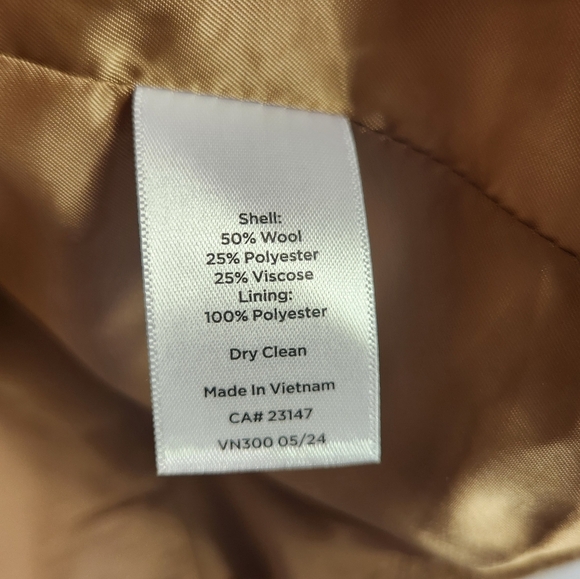 Shell:
50% Wool
25% Polyester
25% Viscose
Lining:
100% Polyester
Dry Clean
Made In Vietnam
CA# 23147
VN300 05/24